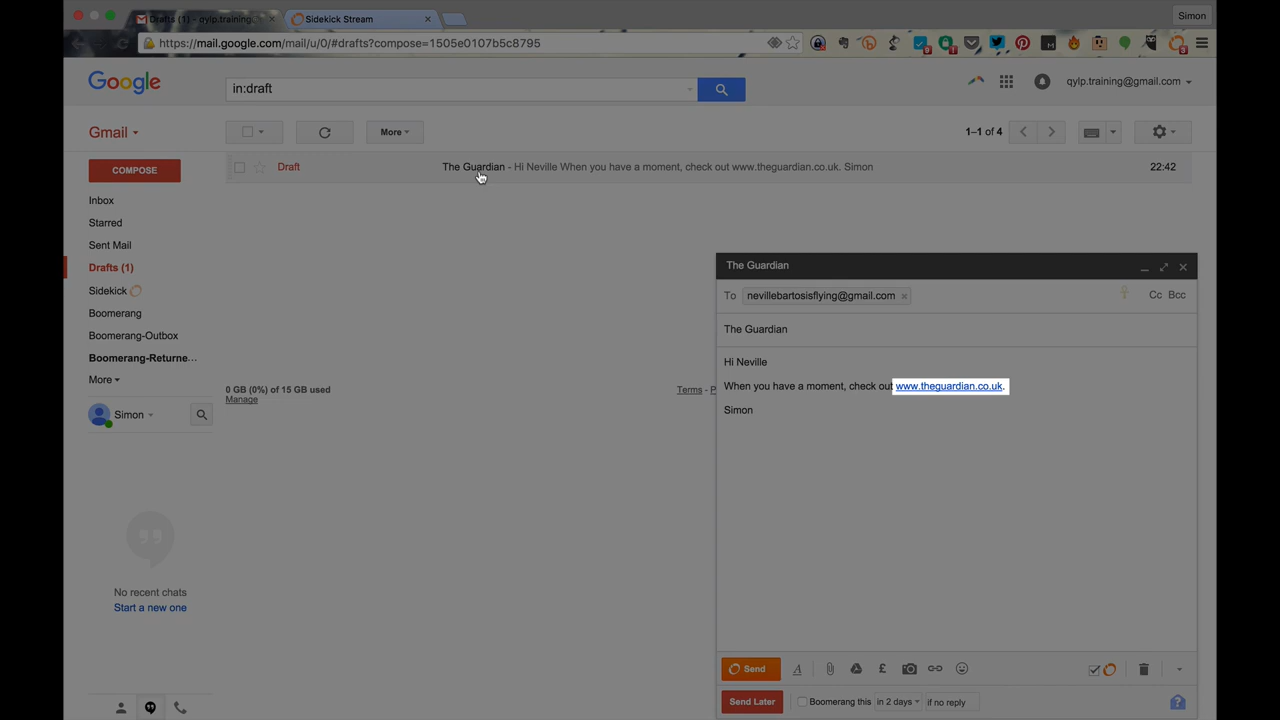 Drafts (1) - qylp.training
Sidekick Stream
Simon
https://mail.google.com/mail/u/0/#drafts?compose=1505e0107b5c8795
9
1
3
Google
in:draft
qylp.training@gmail.com
Gmail
More
1–1 of 4
COMPOSE
Draft
The Guardian - Hi Neville When you have a moment, check out www.theguardian.co.uk. Simon
22:42
Inbox
Starred
Sent Mail
Drafts (1)
Sidekick
Boomerang
Boomerang-Outbox
Boomerang-Returne...
More
Simon
0 GB (0%) of 15 GB used
Manage
Terms - P
No recent chats
Start a new one
The Guardian
To
nevillebartosisflying@gmail.com
Cc
Bcc
The Guardian
Hi Neville
When you have a moment, check out www.theguardian.co.uk.
Simon
Send
A
£
Send Later
Boomerang this
in 2 days
if no reply
?